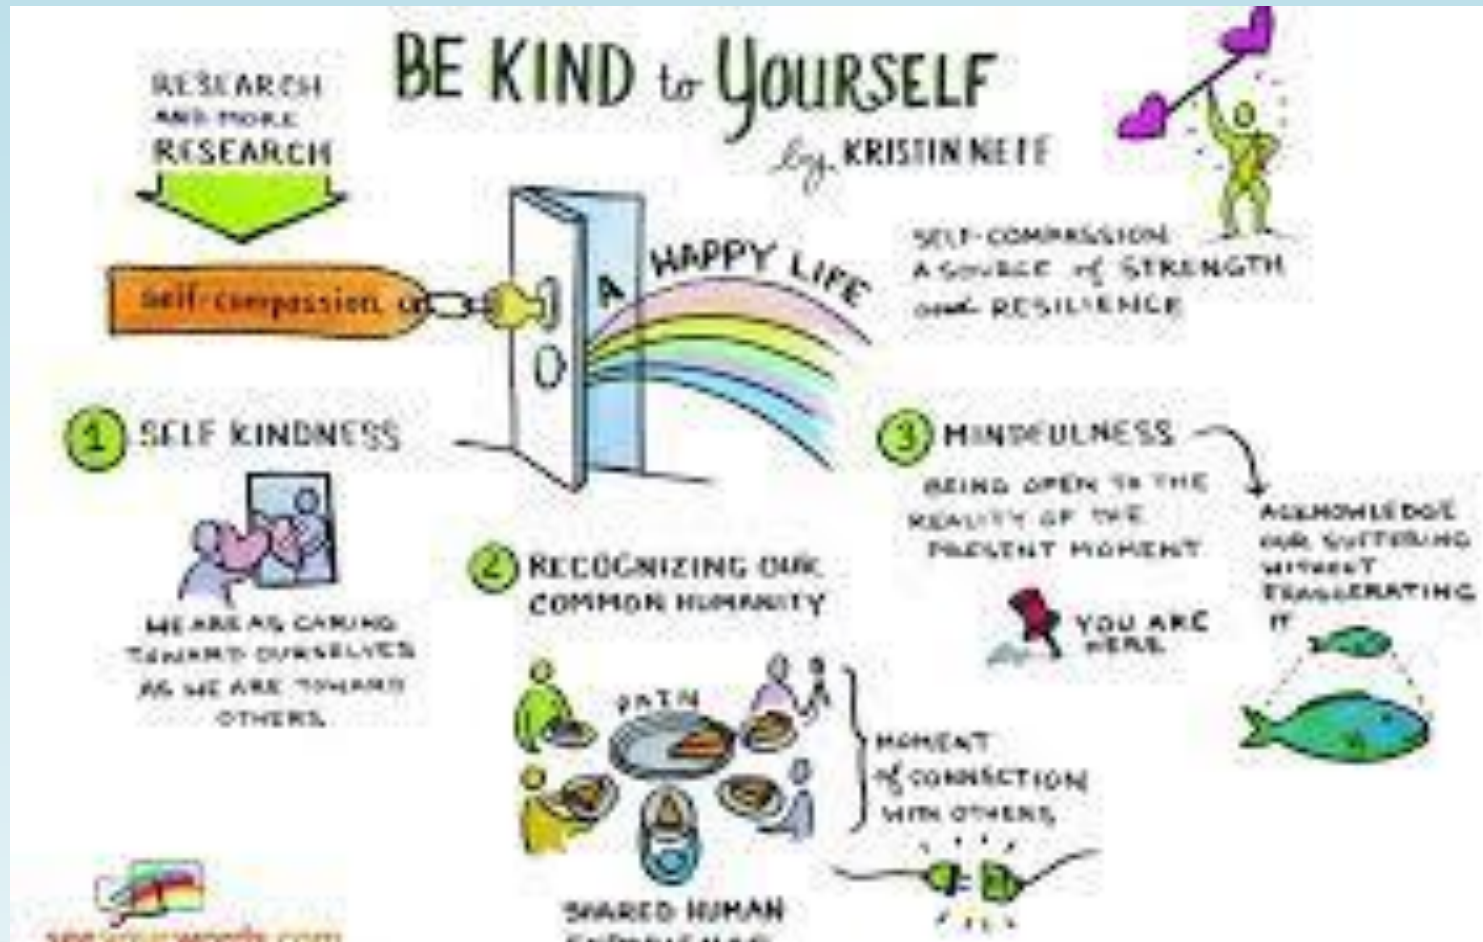 BE KIND to YOURSELF
by KRISTIN NEFF
RESEARCH
AND MORE
RESEARCH
self-compassion
A HAPPY LIFE
SELF-COMPASSION
A SOURCE of STRENGTH
and RESILIENCE
1 SELF KINDNESS
WE ARE AS CARING
TOWARD OURSELVES
AS WE ARE TOWARD
OTHERS
2 RECOGNIZING OUR
COMMON HUMANITY
PAIN
MOMENT
of CONNECTION
WITH OTHERS
SHARED HUMAN
3 MINDFULNESS
BEING OPEN TO THE
REALITY OF THE
PRESENT MOMENT
YOU ARE
HERE
ACKNOWLEDGE
OUR SUFFERING
WITHOUT
EXAGGERATING
IT